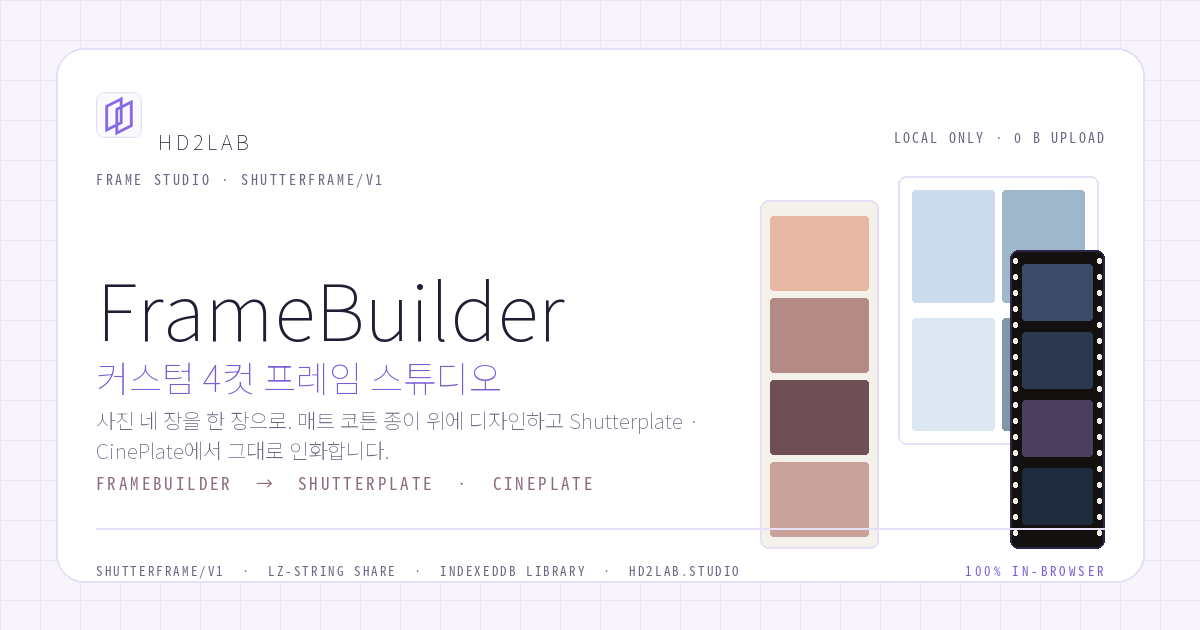 HD2LAB
LOCAL ONLY · 0 B UPLOAD
FRAME STUDIO · SHUTTERFRAME/V1
FrameBuilder
커스텀 4컷 프레임 스튜디오
사진 네 장을 한 장으로. 매트 코튼 종이 위에 디자인하고 Shutterplate ·
CinePlate에서 그대로 인화합니다.
FRAMEBUILDER → SHUTTERPLATE · CINEPLATE
SHUTTERFRAME/V1 · LZ-STRING SHARE · INDEXEDDB LIBRARY · HD2LAB.STUDIO
100% IN-BROWSER